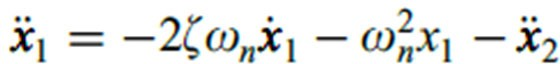 ẍ₁ = −2ζωₙẋ₁ − ωₙ²x₁ − ẍ₂